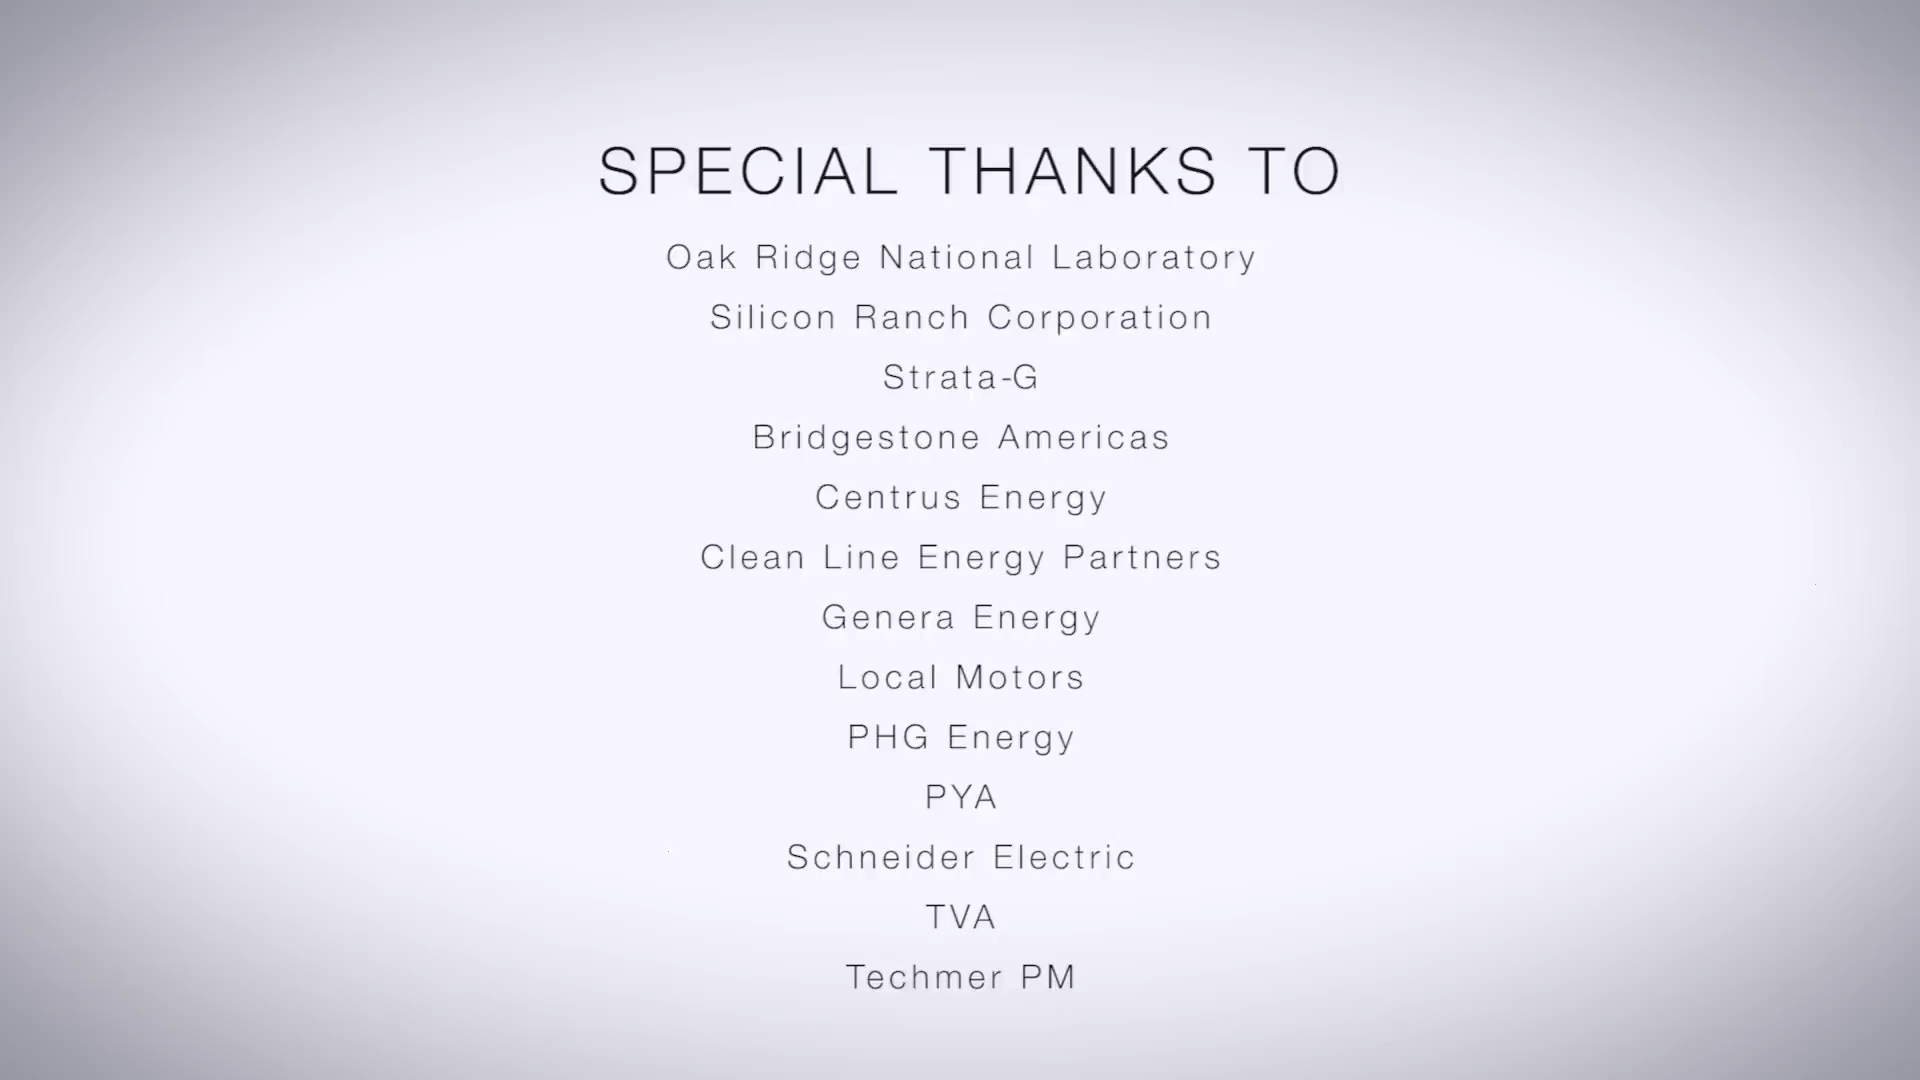 SPECIAL THANKS TO
Oak Ridge National Laboratory
Silicon Ranch Corporation
Strata-G
Bridgestone Americas
Centrus Energy
Clean Line Energy Partners
Genera Energy
Local Motors
PHG Energy
PYA
Schneider Electric
TVA
Techmer PM